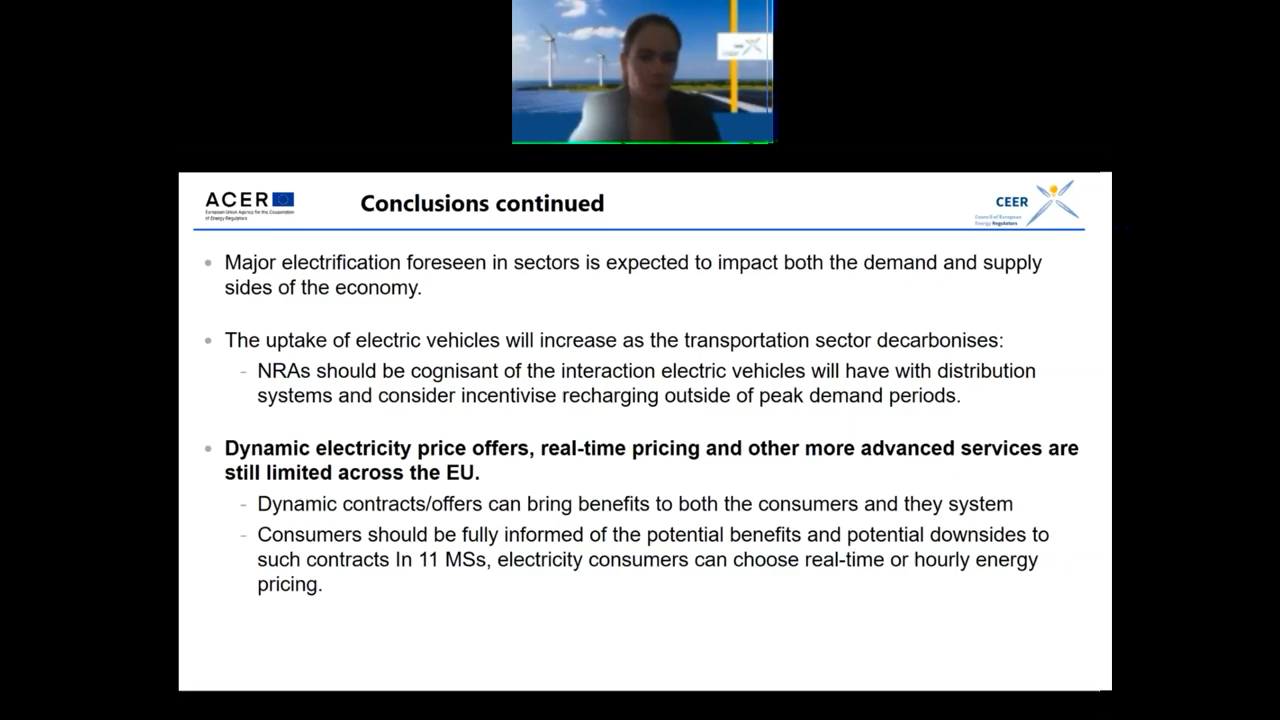 CEER
ACER
European Union Agency for the Cooperation
of Energy Regulators
Conclusions continued
CEER
Council of European
Energy Regulators
Major electrification foreseen in sectors is expected to impact both the demand and supply
sides of the economy.
The uptake of electric vehicles will increase as the transportation sector decarbonises:
- NRAs should be cognisant of the interaction electric vehicles will have with distribution
systems and consider incentivise recharging outside of peak demand periods.
Dynamic electricity price offers, real-time pricing and other more advanced services are
still limited across the EU.
- Dynamic contracts/offers can bring benefits to both the consumers and they system
- Consumers should be fully informed of the potential benefits and potential downsides to
such contracts In 11 MSs, electricity consumers can choose real-time or hourly energy
pricing.